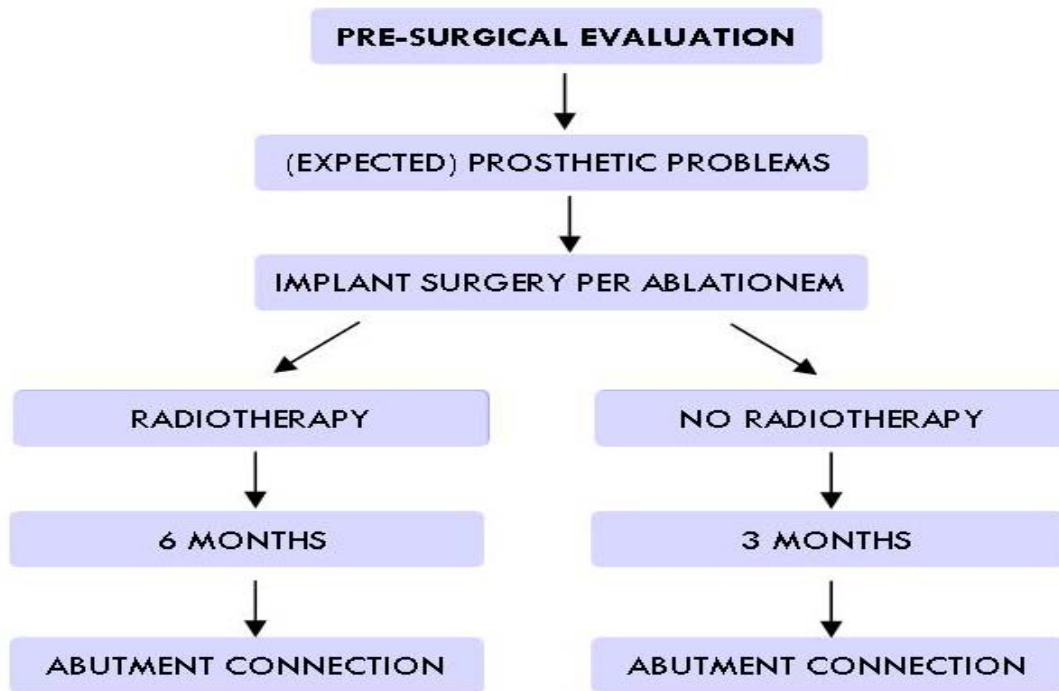 PRE-SURGICAL EVALUATION
(EXPECTED) PROSTHETIC PROBLEMS
IMPLANT SURGERY PER ABLATIONEM
RADIOTHERAPY
NO RADIOTHERAPY
6 MONTHS
3 MONTHS
ABUTMENT CONNECTION
ABUTMENT CONNECTION